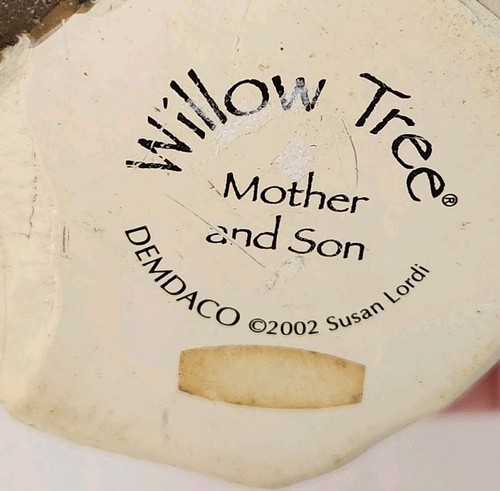 Willow Tree®
Mother
and Son
DEMDACO ©2002 Susan Lordi